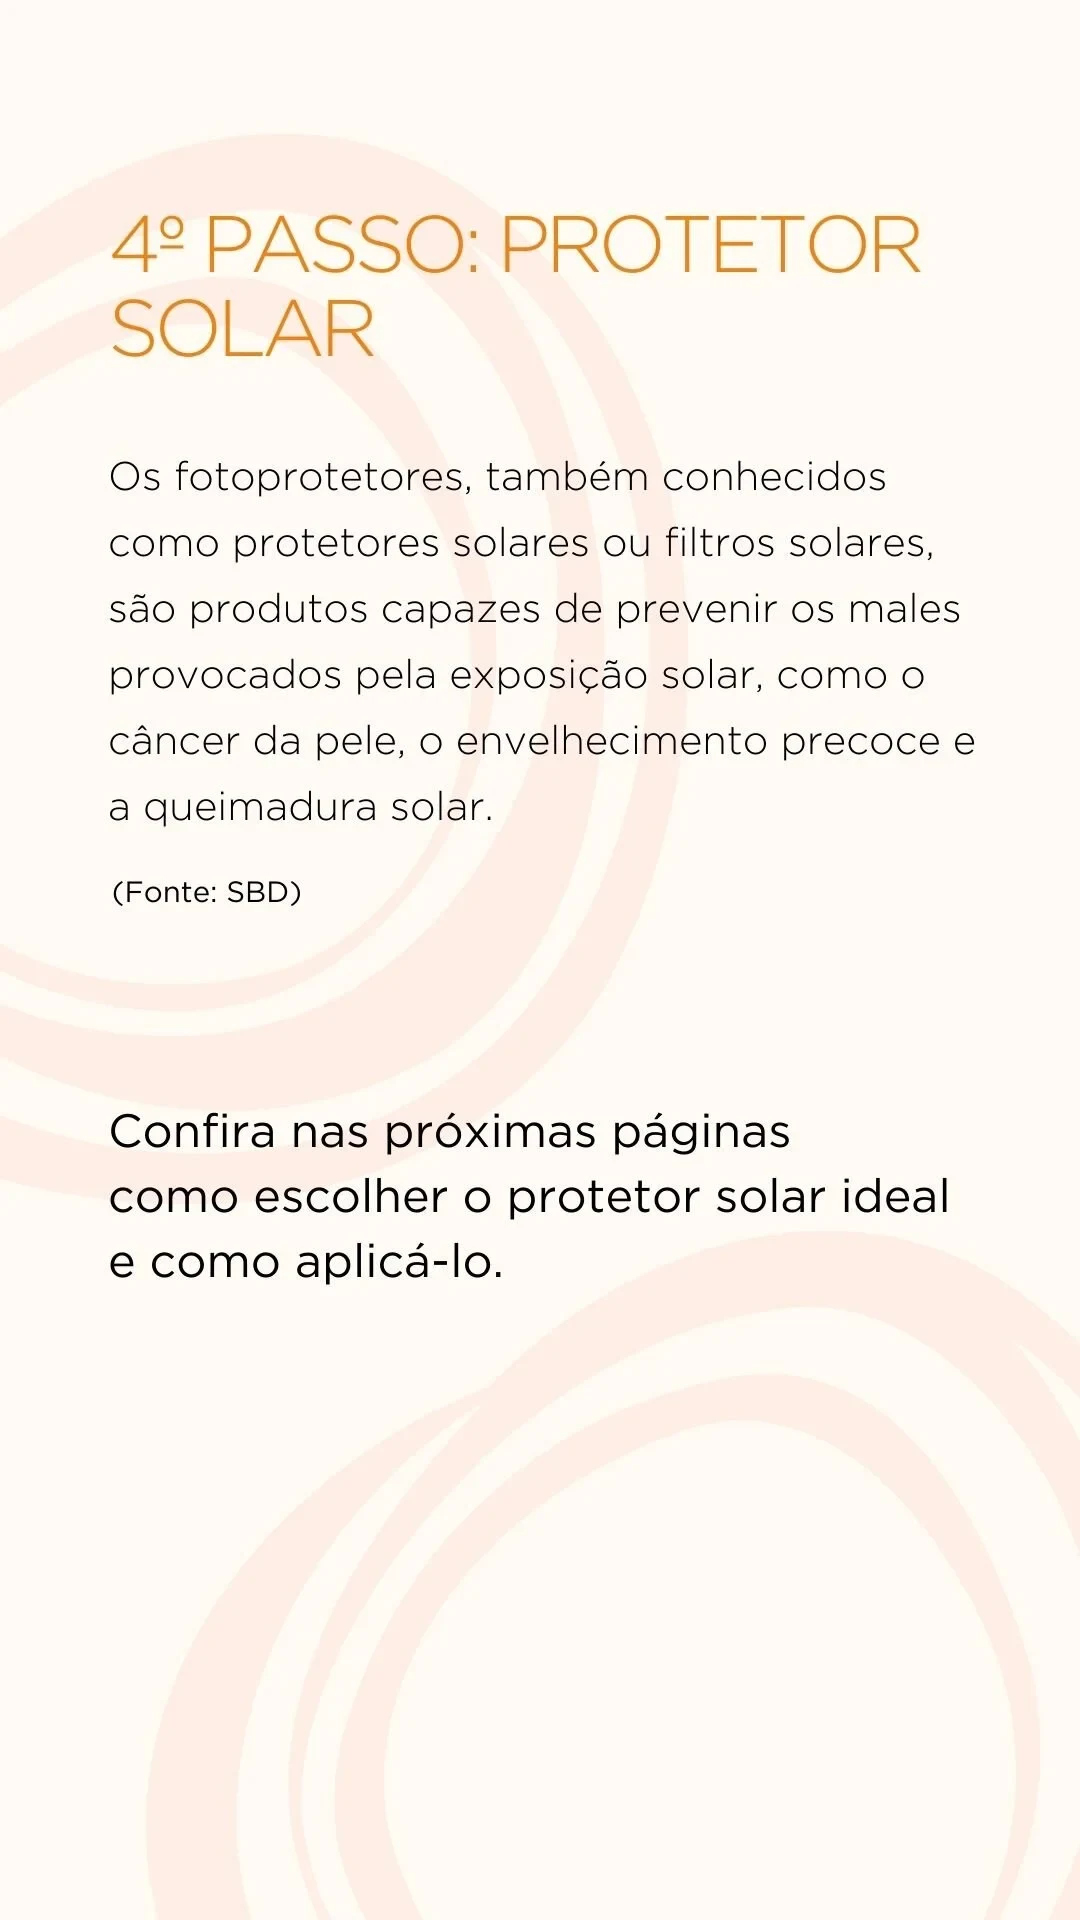 4º PASSO: PROTETOR
SOLAR
Os fotoprotetores, também conhecidos
como protetores solares ou filtros solares,
são produtos capazes de prevenir os males
provocados pela exposição solar, como o
câncer da pele, o envelhecimento precoce e
a queimadura solar.
(Fonte: SBD)
Confira nas próximas páginas
como escolher o protetor solar ideal
e como aplicá-lo.